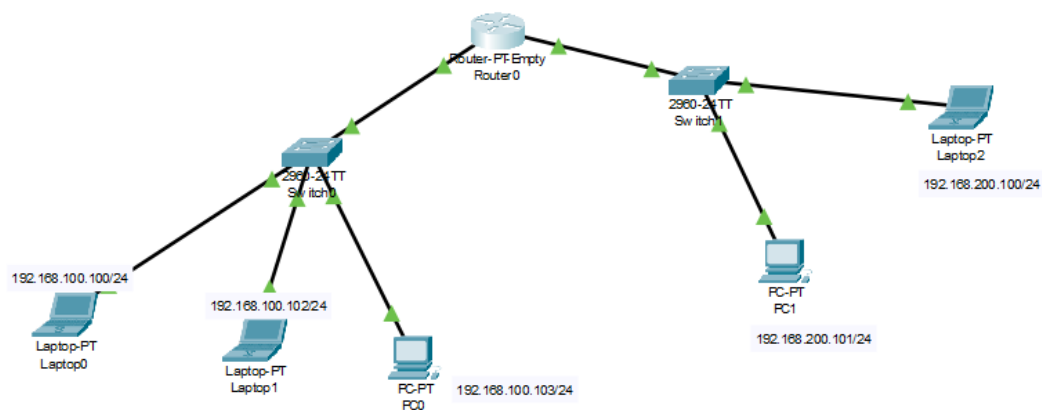 Router-PT-Empty
Router0
2960-24TT
Switch1
Laptop-PT
Laptop2
192.168.200.100/24
2960-24TT
Switch0
192.168.100.100/24
Laptop-PT
Laptop0
192.168.100.102/24
Laptop-PT
Laptop1
PC-PT
PC0
192.168.100.103/24
PC-PT
PC1
192.168.200.101/24